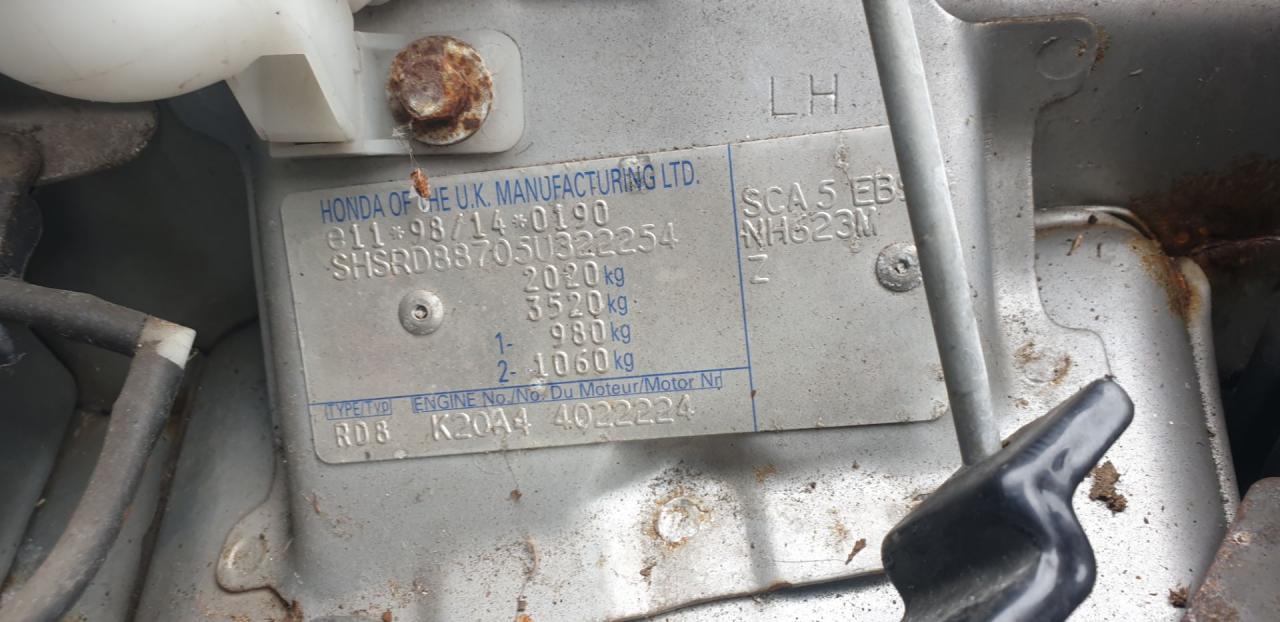 LH
HONDA OF THE U.K. MANUFACTURING LTD.
e11*98/14*0190
SHSRD88705U322254
2020 kg
3520 kg
1- 980 kg
2- 1060 kg
TYPE/TYP ENGINE No./No. Du Moteur/Motor Nr
RD8 K20A4 4022224
SCA 5
NH623M
Z